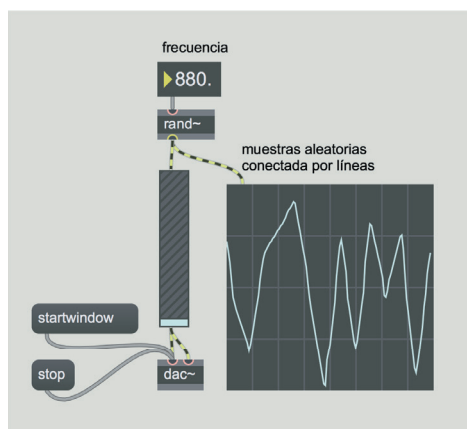 frecuencia
880.
rand~
muestras aleatorias
conectada por líneas
startwindow
stop
dac~